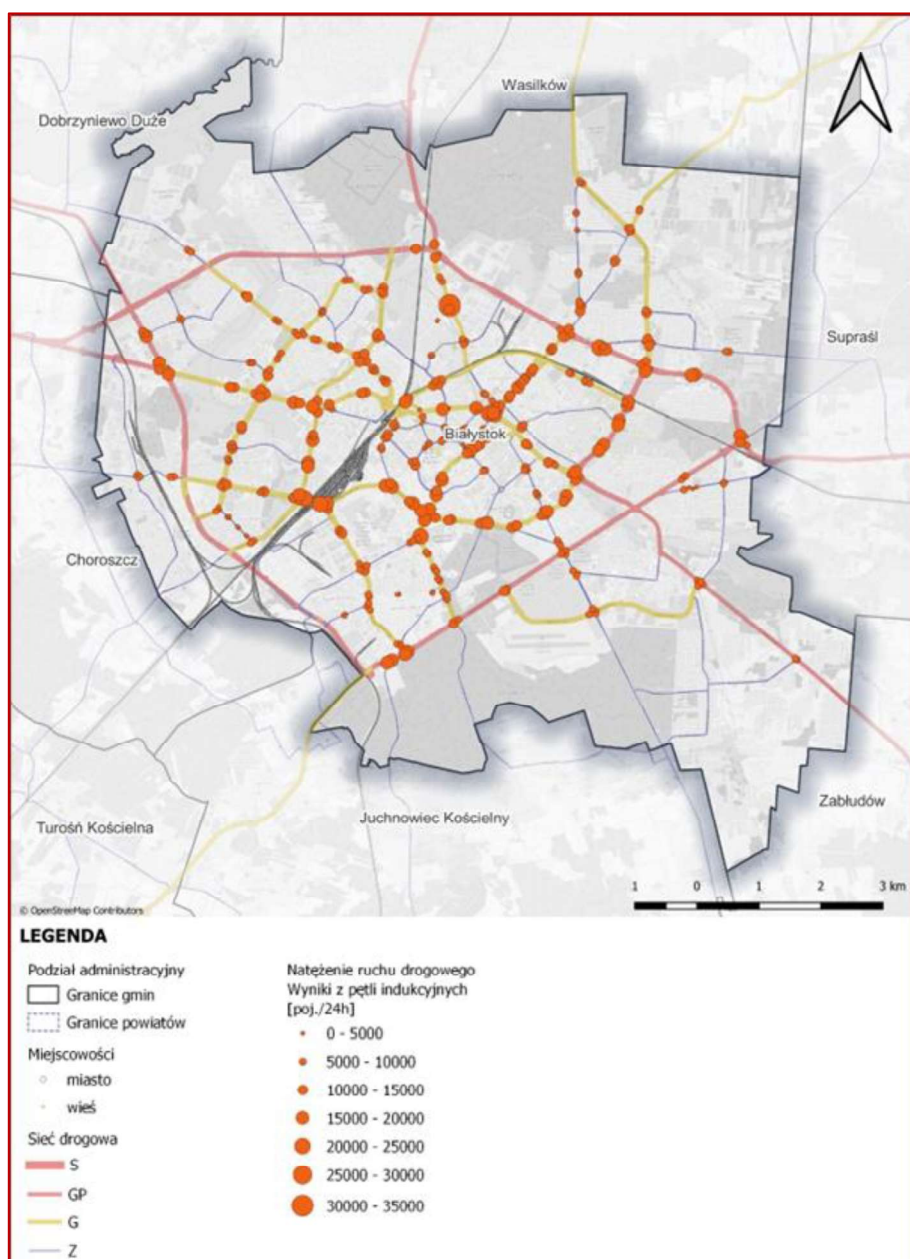 Wasilków
Dobrzyniewo Duże
Supraśl
Białystok
Choroszcz
Zabłudów
Juchnowiec Kościelny
Turośń Kościelna
1 0 1 2 3 km
© OpenStreetMap Contributors
LEGENDA
Podział administracyjny
Granice gmin
Granice powiatów
Miejscowości
miasto
wieś
Sieć drogowa
S
GP
G
Z
Natężenie ruchu drogowego
Wyniki z pętli indukcyjnych
[poj./24h]
0 - 5000
5000 - 10000
10000 - 15000
15000 - 20000
20000 - 25000
25000 - 30000
30000 - 35000